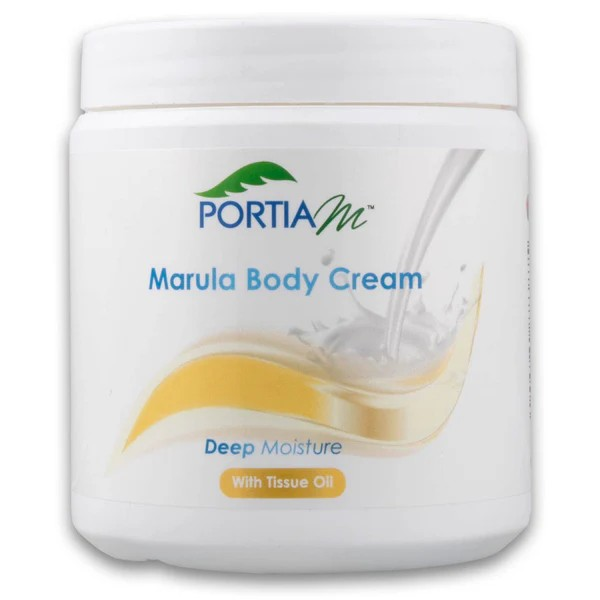 PORTIA M™
Marula Body Cream
Deep Moisture
With Tissue Oil